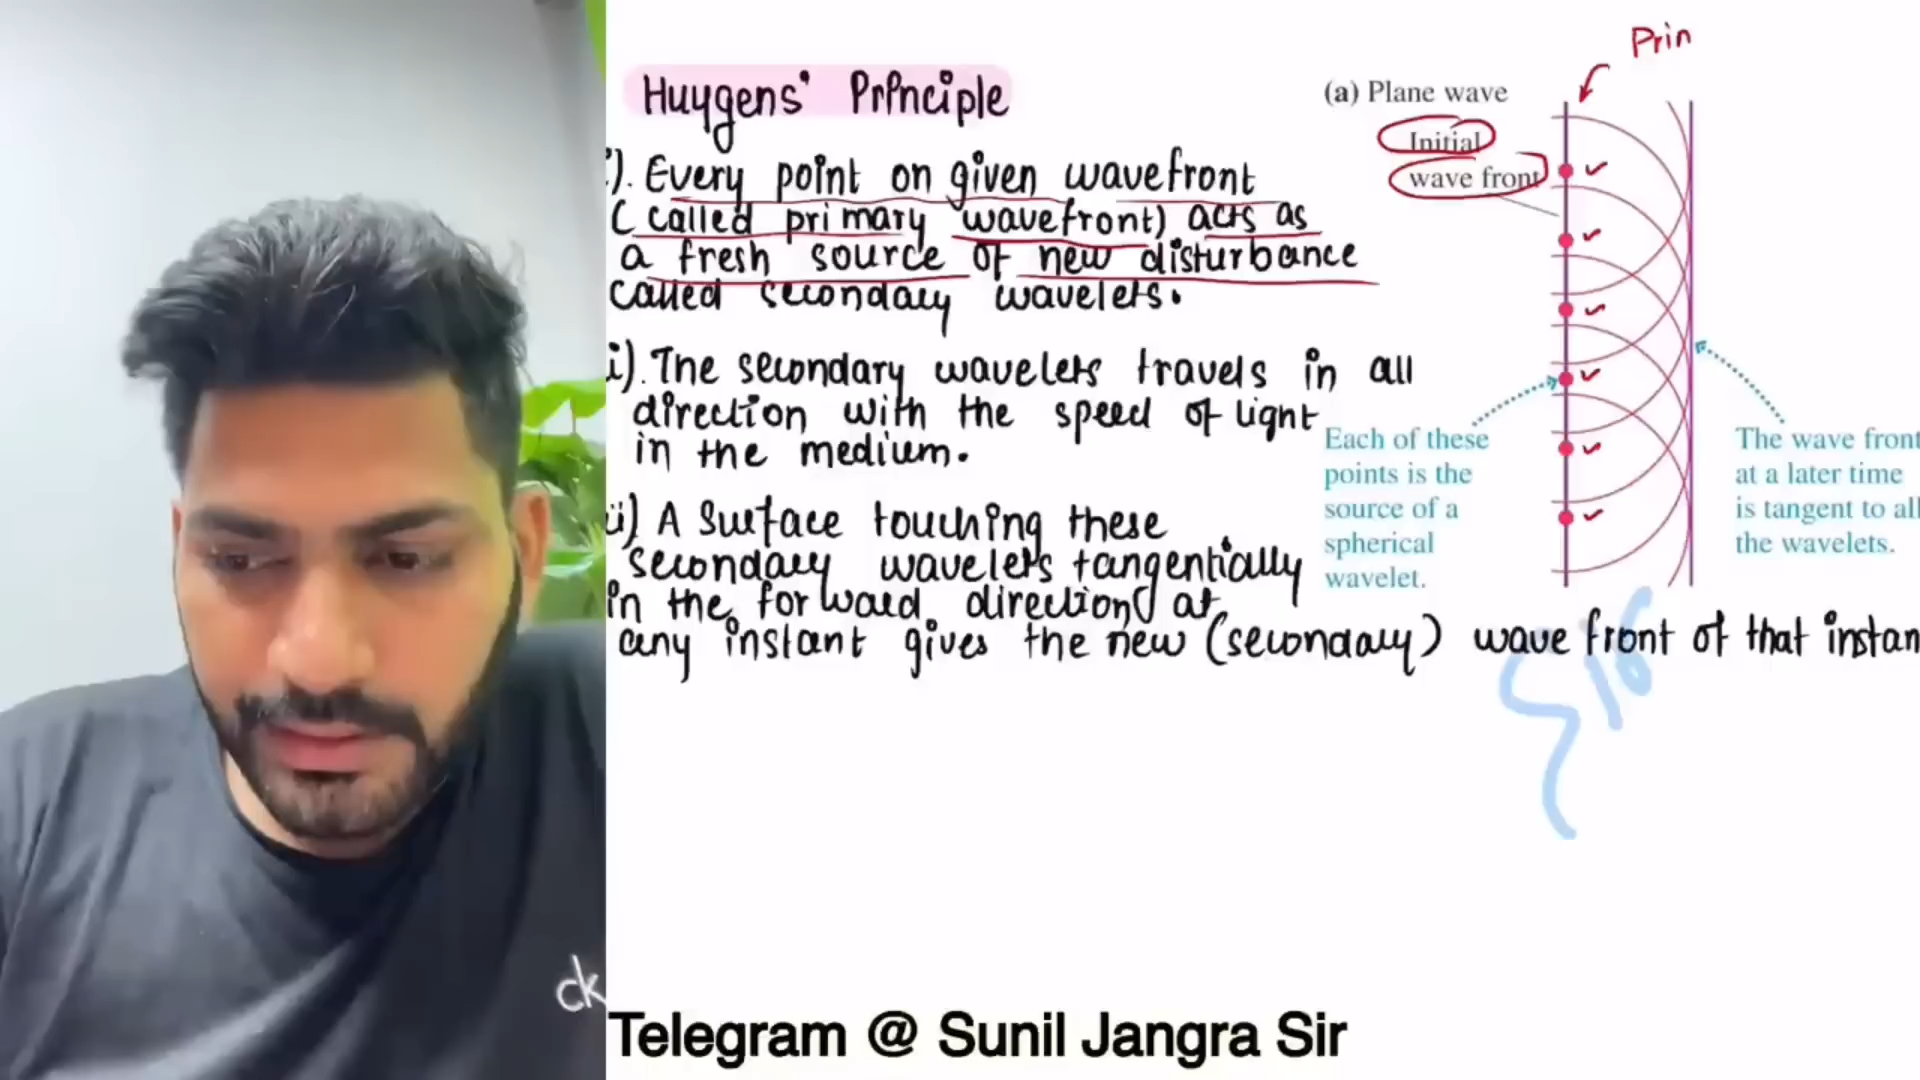 Huygens' Principle
). Every point on given wavefront
(called primary wavefront) acts as
a fresh source of new disturbance
called secondary wavelets.
i). The secondary wavelets travels in all
direction with the speed of light
in the medium.
ii) A Surface touching these
secondary wavelets tangentially
in the forward direction at
any instant gives the new (secondary) wave front of that instan
Prin
(a) Plane wave
Initial
wave front
Each of these
points is the
source of a
spherical
wavelet.
The wave front
at a later time
is tangent to all
the wavelets.
ck
Telegram @ Sunil Jangra Sir